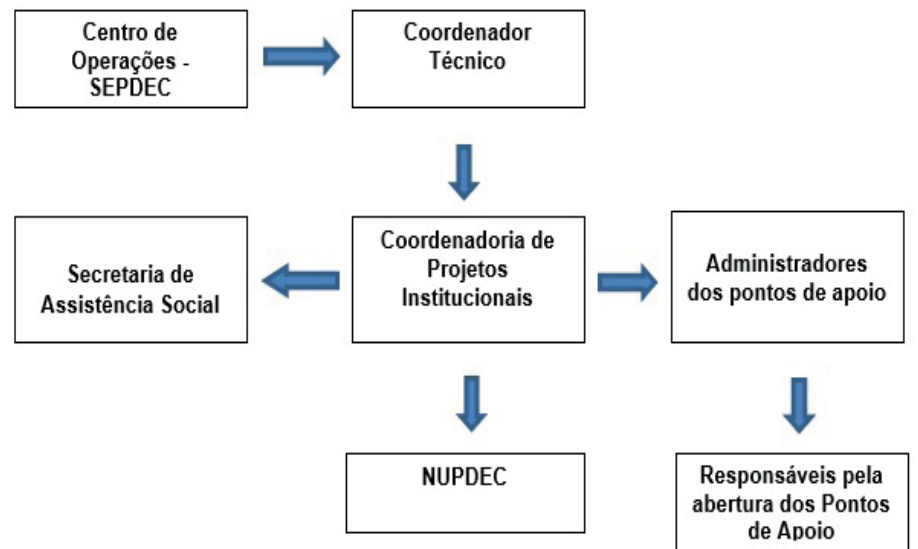 Centro de
Operações -
SEPDEC
Coordenador
Técnico
Secretaria de
Assistência Social
Coordenadoria de
Projetos
Institucionais
Administradores
dos pontos de apoio
NUPDEC
Responsáveis pela
abertura dos Pontos
de Apoio